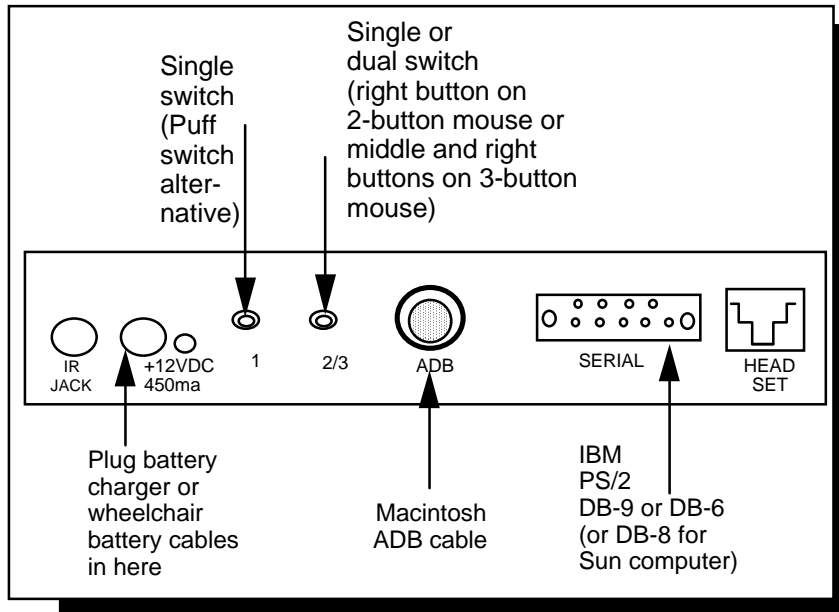 Single
switch
(Puff
switch
alter-
native)
Single or
dual switch
(right button on
2-button mouse or
middle and right
buttons on 3-button
mouse)
IR
JACK
+12VDC
450ma
1
2/3
ADB
SERIAL
HEAD
SET
Plug battery
charger or
wheelchair
battery cables
in here
Macintosh
ADB cable
IBM
PS/2
DB-9 or DB-6
(or DB-8 for
Sun computer)